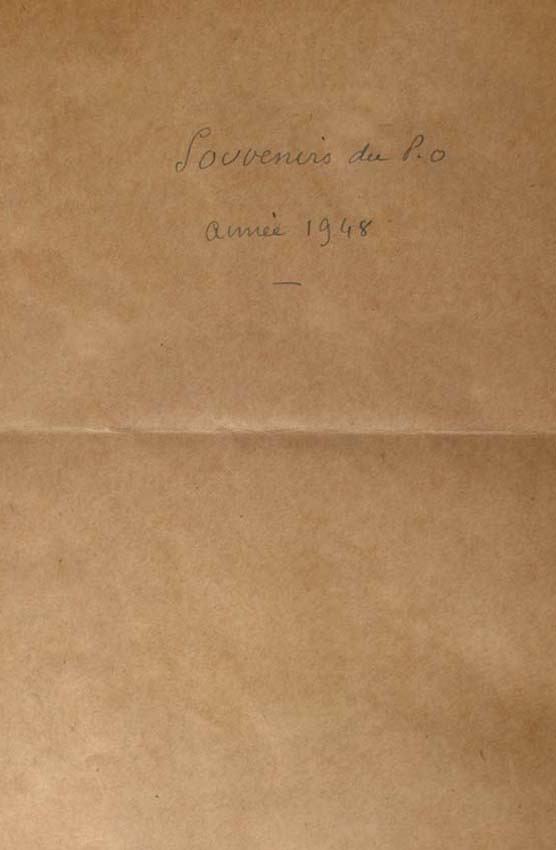 Souvenirs du P.O
année 1948